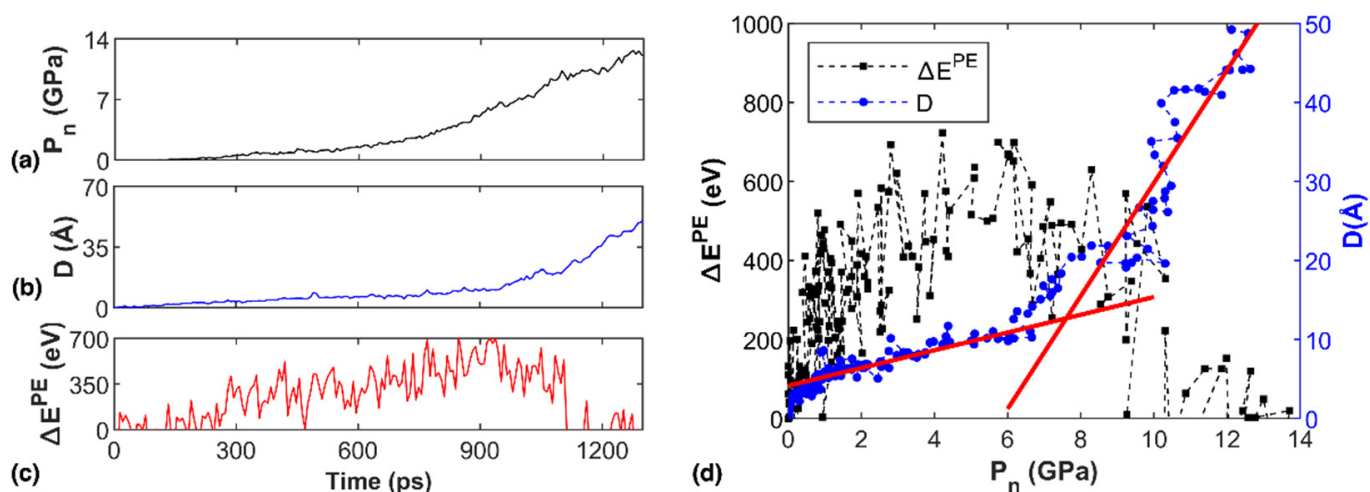 14
7
0
P_n (GPa)
(a)
70
35
0
D (Å)
(b)
700
350
0
ΔE^PE (eV)
(c)
0 300 600 900 1200
Time (ps)
1000
800
600
400
200
0
ΔE^PE (eV)
ΔE^PE
D
50
40
30
20
10
0
D(Å)
0 2 4 6 8 10 12 14
P_n (GPa)
(d)